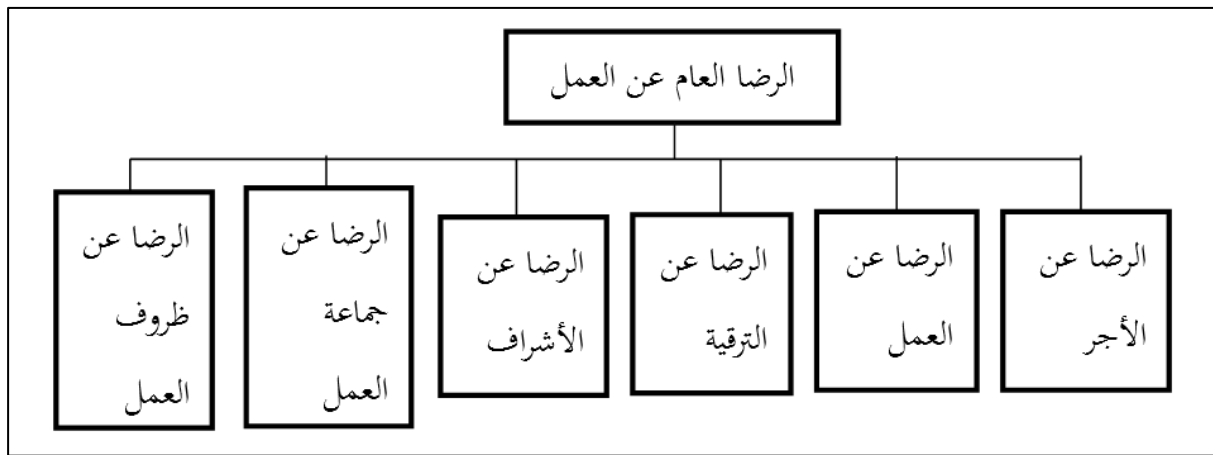 الرضا العام عن العمل
الرضا عن
الأجر
الرضا عن
العمل
الرضا عن
الترقية
الرضا عن
الأشراف
الرضا عن
جماعة
العمل
الرضا عن
ظروف
العمل